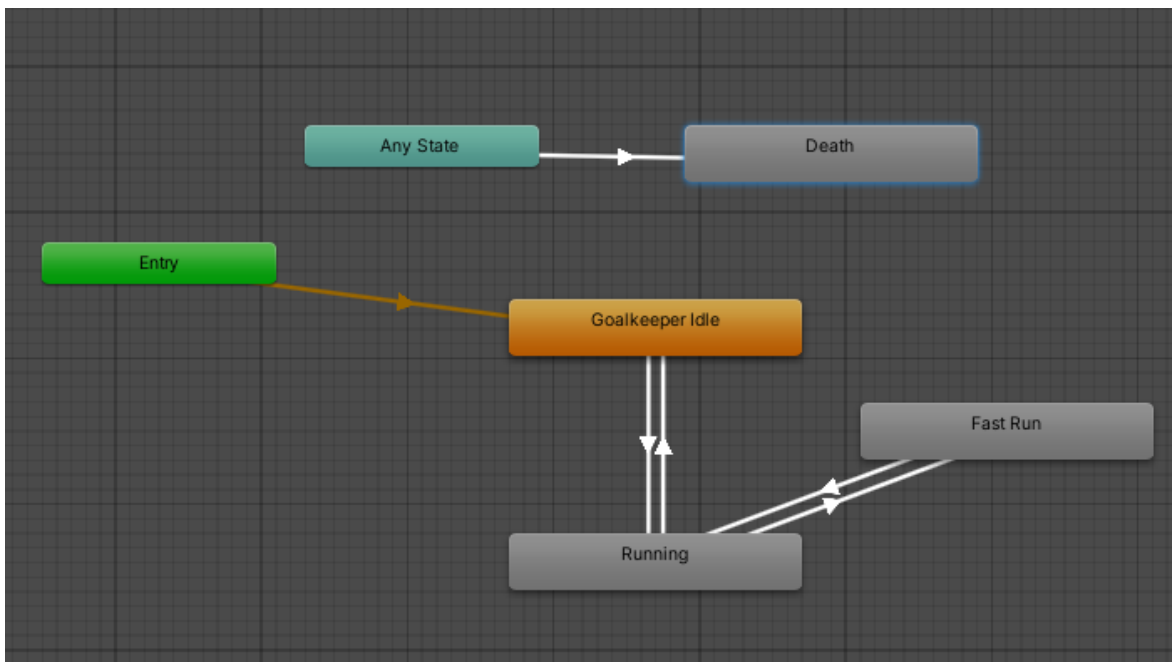 Any State
Death
Entry
Goalkeeper Idle
Fast Run
Running